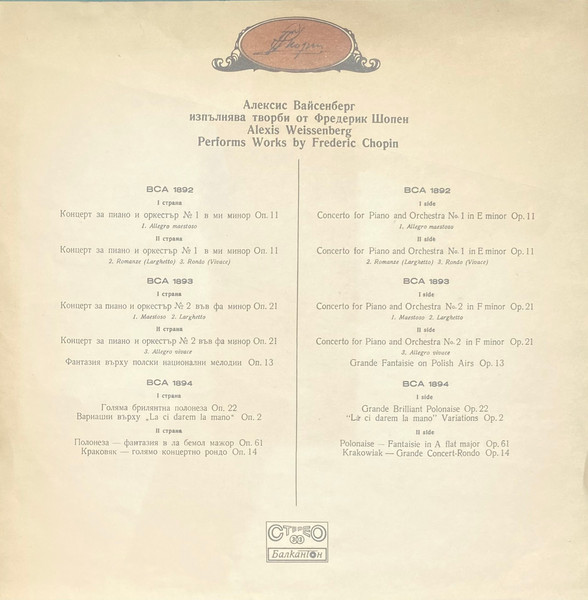 Chopin
Алексис Вайсенберг
изпълнява творби от Фредерик Шопен
Alexis Weissenberg
Performs Works by Frederic Chopin
ВСА 1892
I страна
Концерт за пиано и оркестър № 1 в ми минор Оп. 11
1. Allegro maestoso
II страна
Концерт за пиано и оркестър № 1 в ми минор Оп. 11
2. Romanze (Larghetto) 3. Rondo (Vivace)
ВСА 1893
I страна
Концерт за пиано и оркестър № 2 във фа минор Оп. 21
1. Maestoso 2. Larghetto
II страна
Концерт за пиано и оркестър № 2 във фа минор Оп. 21
3. Allegro vivace
Фантазия върху полски национални мелодии Оп. 13
ВСА 1894
I страна
Голяма брилянтна полонеза Оп. 22
Вариации върху „La ci darem la mano“ Оп. 2
II страна
Полонеза — фантазия в ла бемол мажор Оп. 61
Краковяк — голямо концертно рондо Оп. 14
BCA 1892
I side
Concerto for Piano and Orchestra No. 1 in E minor Op. 11
1. Allegro maestoso
II side
Concerto for Piano and Orchestra No. 1 in E minor Op. 11
2. Romanze (Larghetto) 3. Rondo (Vivace)
BCA 1893
I side
Concerto for Piano and Orchestra No. 2 in F minor Op. 21
1. Maestoso 2. Larghetto
II side
Concerto for Piano and Orchestra No. 2 in F minor Op. 21
3. Allegro vivace
Grande Fantaisie on Polish Airs Op. 13
BCA 1894
I side
Grande Brilliant Polonaise Op. 22
“Là ci darem la mano” Variations Op. 2
II side
Polonaise — Fantaisie in A flat major Op. 61
Krakowiak — Grande Concert-Rondo Op. 14
СТЕРЕО
33
Балкантон